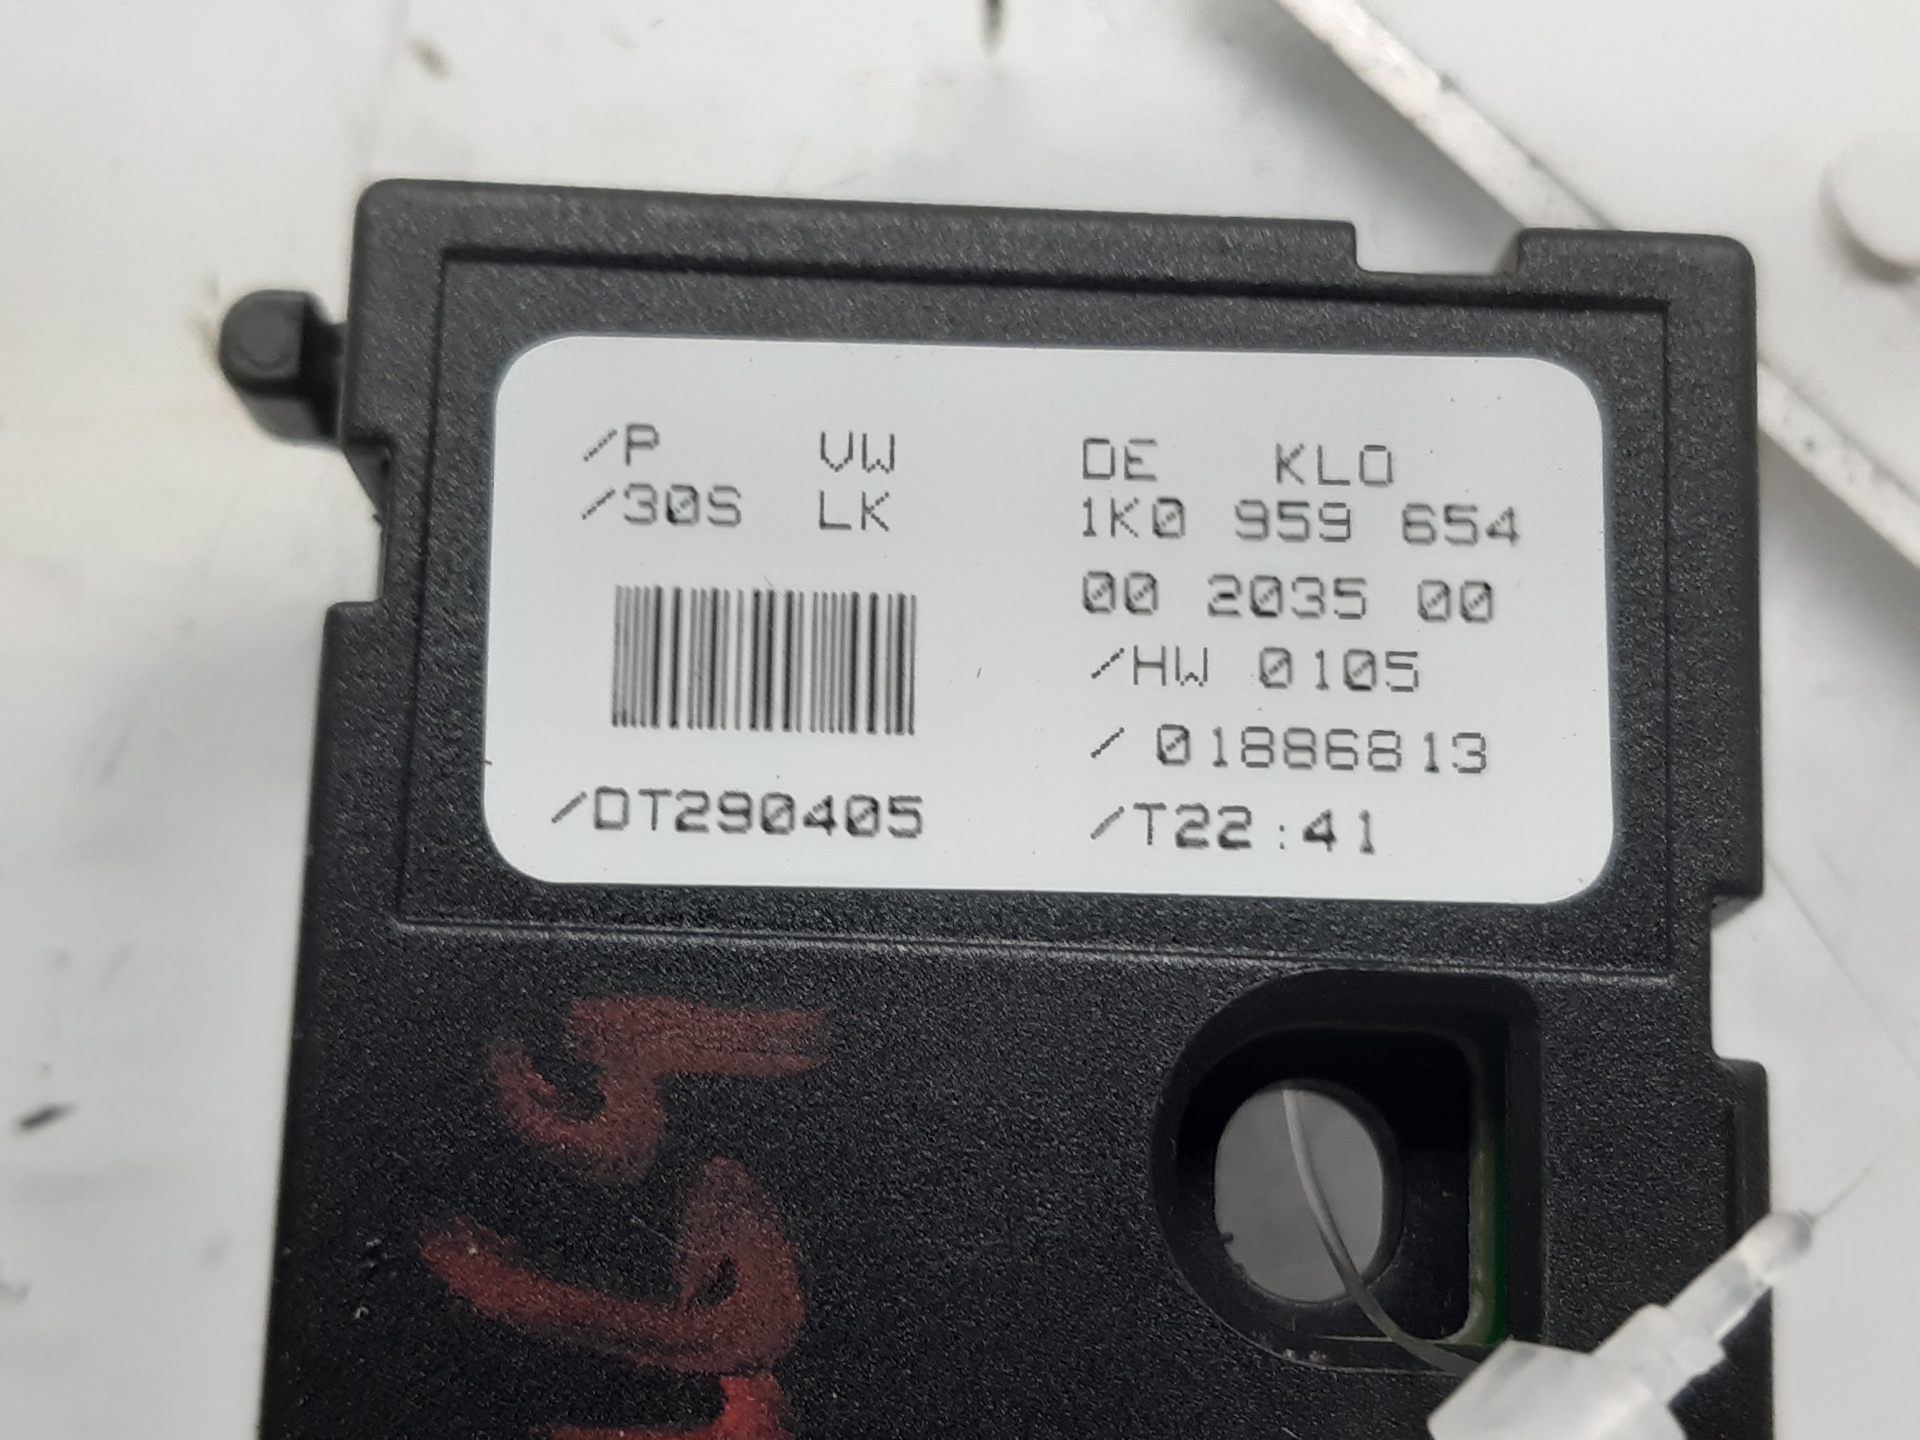 /P VW DE KLO
/30S LK 1K0 959 654
00 2035 00
/HW 0105
/01886813
/DT290405 /T22:41